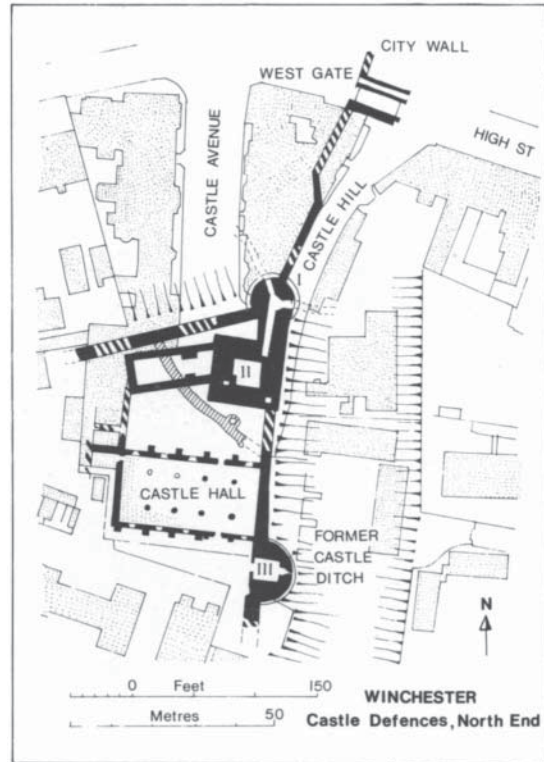 CITY WALL
WEST GATE
HIGH ST
CASTLE AVENUE
CASTLE HILL
I
II
CASTLE HALL
FORMER
CASTLE
DITCH
III
N
0 Feet 150
Metres 50
WINCHESTER
Castle Defences, North End